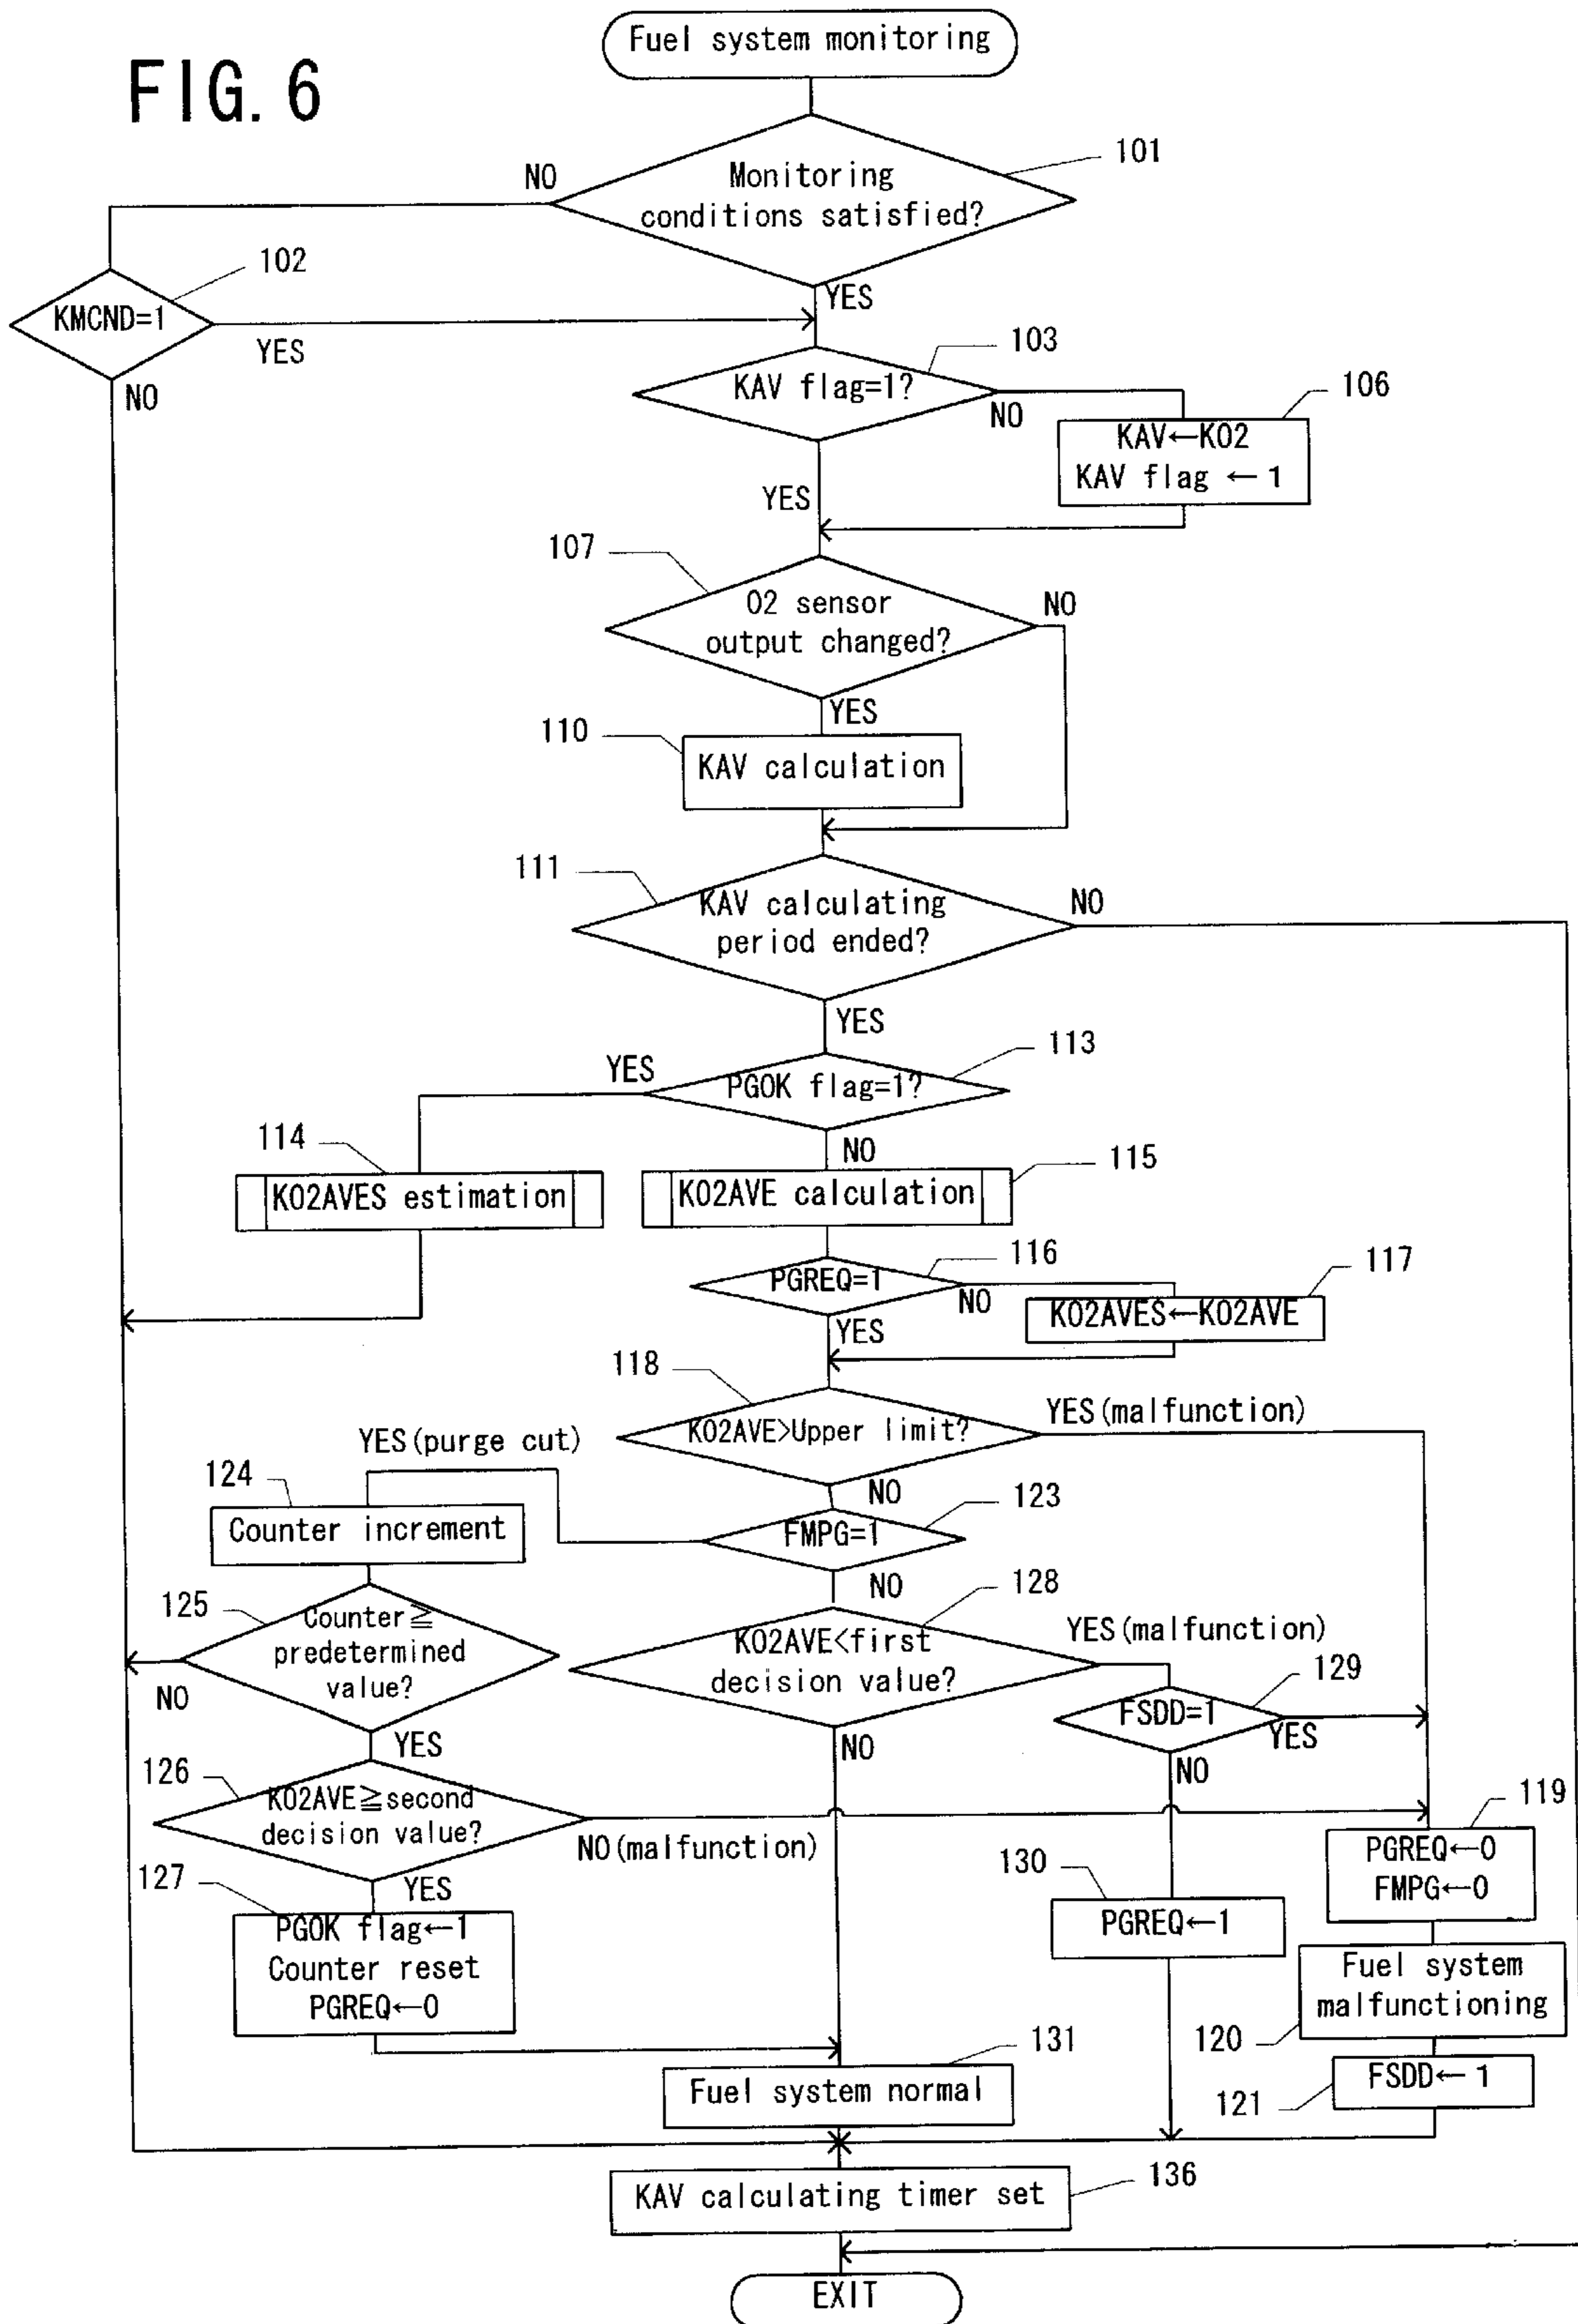 FIG. 6
Fuel system monitoring
101
Monitoring
conditions satisfied?
NO
YES
102
KMCND=1
YES
NO
103
KAV flag=1?
NO
106
KAV←KO2
KAV flag ← 1
YES
107
O2 sensor
output changed?
NO
YES
110
KAV calculation
111
KAV calculating
period ended?
NO
YES
113
PGOK flag=1?
YES
NO
114
KO2AVES estimation
115
KO2AVE calculation
116
PGREQ=1
NO
117
KO2AVES←KO2AVE
YES
118
KO2AVE>Upper limit?
YES(malfunction)
NO
YES(purge cut)
123
FMPG=1
NO
124
Counter increment
125
Counter≧
predetermined
value?
NO
YES
128
KO2AVE<first
decision value?
YES(malfunction)
NO
129
FSDD=1
YES
NO
126
KO2AVE≧second
decision value?
NO(malfunction)
YES
119
PGREQ←0
FMPG←0
127
PGOK flag←1
Counter reset
PGREQ←0
130
PGREQ←1
Fuel system
malfunctioning
120
131
Fuel system normal
FSDD← 1
121
136
KAV calculating timer set
EXIT